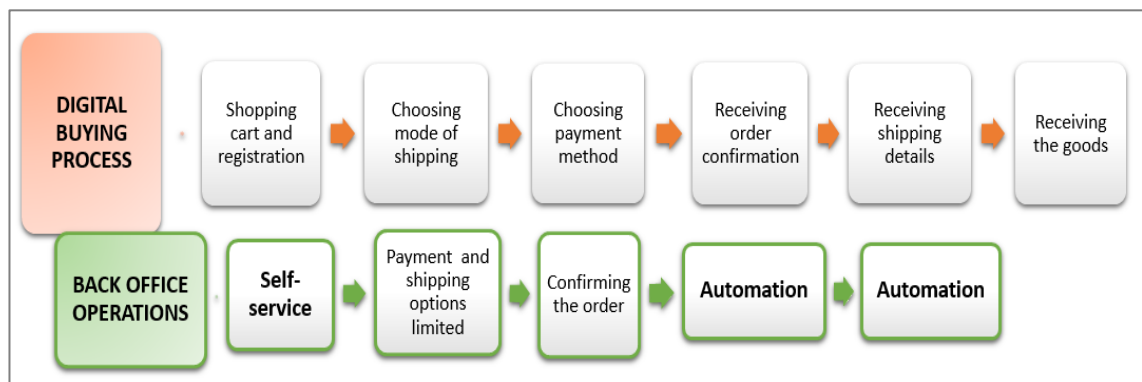 DIGITAL
BUYING
PROCESS
Shopping
cart and
registration
Choosing
mode of
shipping
Choosing
payment
method
Receiving
order
confirmation
Receiving
shipping
details
Receiving
the goods
BACK OFFICE
OPERATIONS
Self-
service
Payment and
shipping
options
limited
Confirming
the order
Automation
Automation